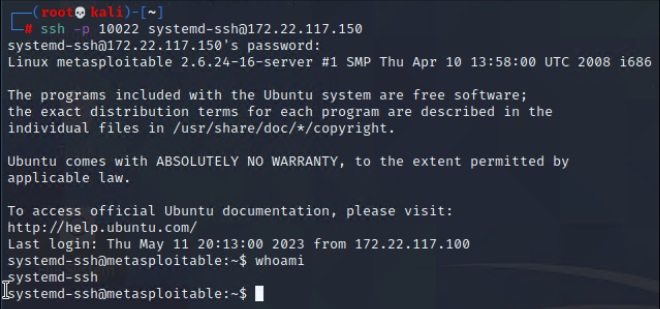 ┌──(root💀kali)-[~]
└─# ssh -p 10022 systemd-ssh@172.22.117.150
systemd-ssh@172.22.117.150's password:
Linux metasploitable 2.6.24-16-server #1 SMP Thu Apr 10 13:58:00 UTC 2008 i686
The programs included with the Ubuntu system are free software;
the exact distribution terms for each program are described in the
individual files in /usr/share/doc/*/copyright.
Ubuntu comes with ABSOLUTELY NO WARRANTY, to the extent permitted by
applicable law.
To access official Ubuntu documentation, please visit:
http://help.ubuntu.com/
Last login: Thu May 11 20:13:00 2023 from 172.22.117.100
systemd-ssh@metasploitable:~$ whoami
systemd-ssh
systemd-ssh@metasploitable:~$